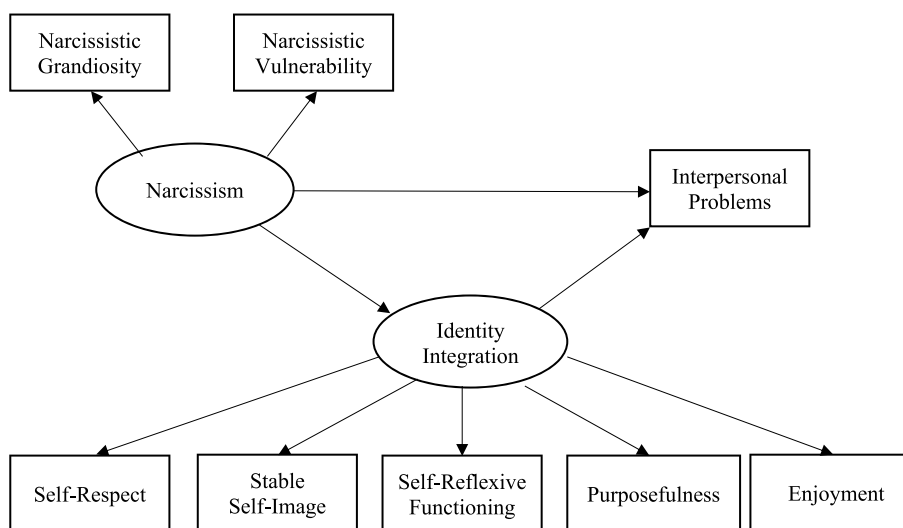 Narcissistic
Grandiosity
Narcissistic
Vulnerability
Narcissism
Interpersonal
Problems
Identity
Integration
Self-Respect
Stable
Self-Image
Self-Reflexive
Functioning
Purposefulness
Enjoyment